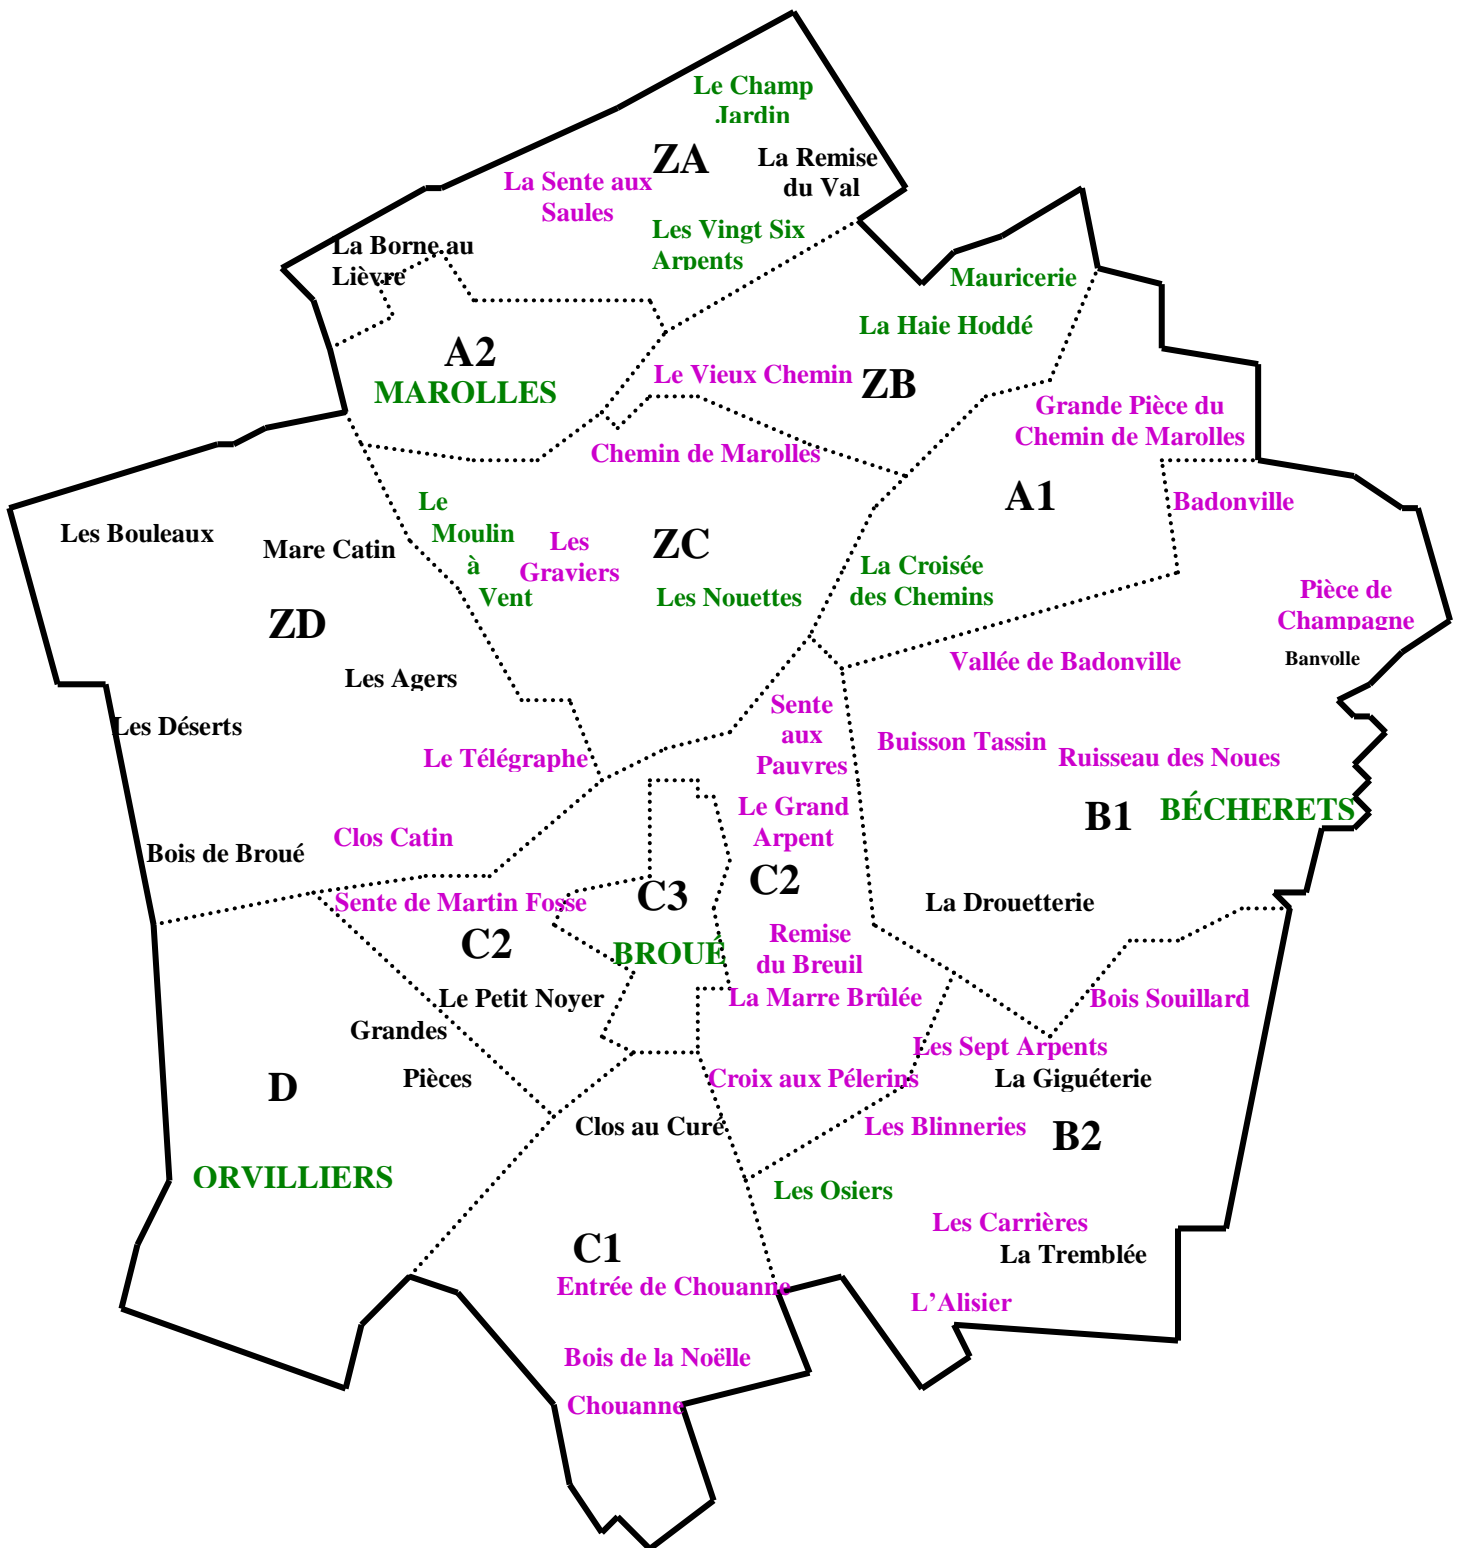 Le Champ
Jardin
ZA
La Remise
du Val
La Sente aux
Saules
Les Vingt Six
Arpents
La Borne au
Lièvre
Mauricerie
La Haie Hoddé
A2
MAROLLES
Le Vieux Chemin
ZB
Grande Pièce du
Chemin de Marolles
Chemin de Marolles
A1
Badonville
Les Bouleaux
Mare Catin
Le
Moulin
à
Vent
Les
Graviers
ZC
Les Nouettes
La Croisée
des Chemins
Pièce de
Champagne
Banvolle
ZD
Les Agers
Vallée de Badonville
Les Déserts
Le Télégraphe
Sente
aux
Pauvres
Buisson Tassin
Ruisseau des Noues
B1
BÉCHERETS
Le Grand
Arpent
Bois de Broué
Clos Catin
C2
C3
BROUÉ
Sente de Martin Fosse
C2
La Drouetterie
Remise
du Breuil
La Marre Brûlée
Le Petit Noyer
Bois Souillard
Grandes
Pièces
Les Sept Arpents
La Giguéterie
D
Croix aux Pélerins
Clos au Curé
Les Blinneries
B2
ORVILLIERS
Les Osiers
Les Carrières
La Tremblée
C1
Entrée de Chouanne
L’Alisier
Bois de la Noëlle
Chouanne